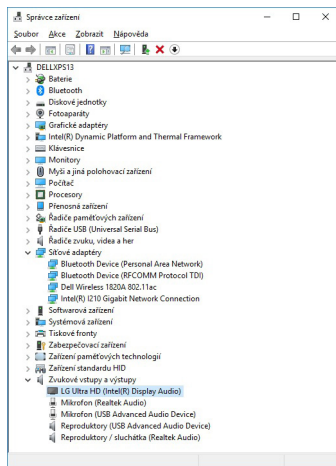 Správce zařízení
Soubor Akce Zobrazit Nápověda
DELLXPS13
Baterie
Bluetooth
Diskové jednotky
Fotoaparáty
Grafické adaptéry
Intel(R) Dynamic Platform and Thermal Framework
Klávesnice
Monitory
Myši a jiná polohovací zařízení
Počítač
Procesory
Přenosná zařízení
Řadiče paměťových zařízení
Řadiče USB (Universal Serial Bus)
Řadiče zvuku, videa a her
Síťové adaptéry
Bluetooth Device (Personal Area Network)
Bluetooth Device (RFCOMM Protocol TDI)
Dell Wireless 1820A 802.11ac
Intel(R) I210 Gigabit Network Connection
Softwarová zařízení
Systémová zařízení
Tiskové fronty
Zabezpečovací zařízení
Zařízení paměťových technologií
Zařízení standardu HID
Zvukové vstupy a výstupy
LG Ultra HD (Intel(R) Display Audio)
Mikrofon (Realtek Audio)
Mikrofon (USB Advanced Audio Device)
Reproduktory (USB Advanced Audio Device)
Reproduktory / sluchátka (Realtek Audio)